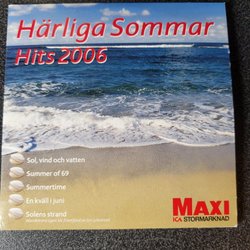 Härliga Sommar
Hits 2006
Sol, vind och vatten
Summer of 69
Summertime
En kväll i juni
Solens strand
MAXI
ICA STORMARKNAD